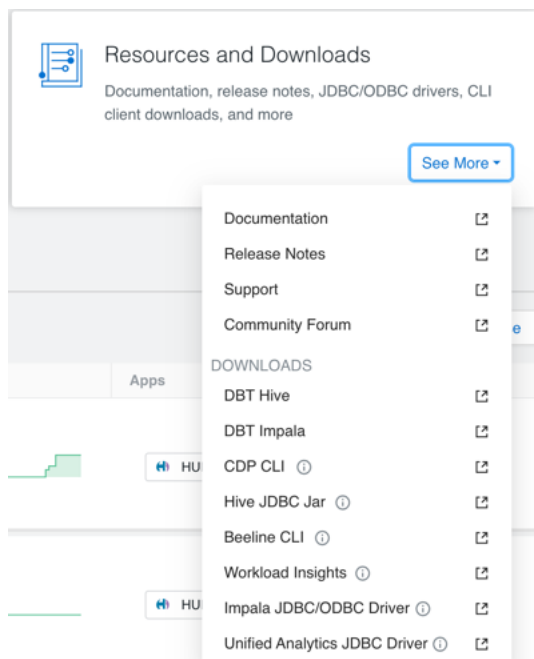 Resources and Downloads
Documentation, release notes, JDBC/ODBC drivers, CLI
client downloads, and more
See More
Documentation
Release Notes
Support
Community Forum
e
DOWNLOADS
Apps
DBT Hive
DBT Impala
CDP CLI
HU
Hive JDBC Jar
Beeline CLI
Workload Insights
HU
Impala JDBC/ODBC Driver
Unified Analytics JDBC Driver